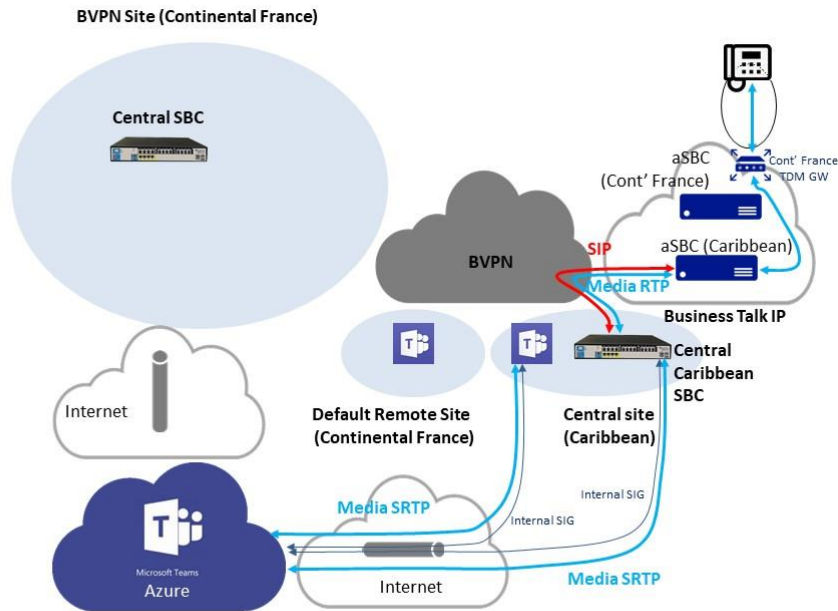 BVPN Site (Continental France)
Central SBC
aSBC
(Cont' France)
Cont' France
TDM GW
BVPN
SIP
aSBC (Caribbean)
Media RTP
Business Talk IP
Internet
Default Remote Site
(Continental France)
Central site
(Caribbean)
Central
Caribbean
SBC
T
T
Media SRTP
Internal SIG
Internal SIG
T
Microsoft Teams
Azure
Internet
Media SRTP